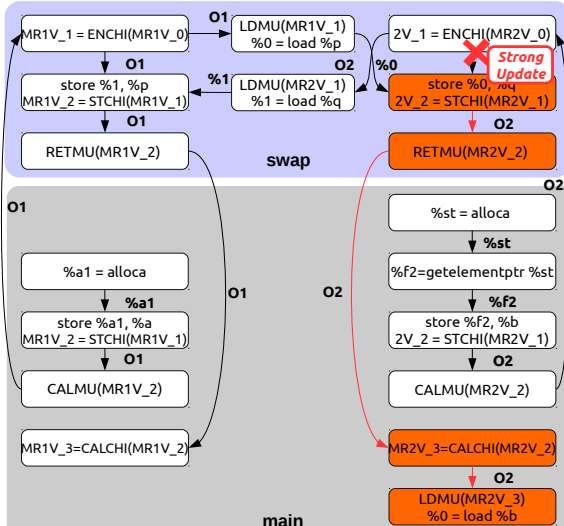 O1
MR1V_1 = ENCHI(MR1V_0)
LDMU(MR1V_1)
%0 = load %p
2V_1 = ENCHI(MR2V_0)
Strong
Update
O1
%1
O2
%0
store %1, %p
MR1V_2 = STCHI(MR1V_1)
LDMU(MR2V_1)
%1 = load %q
store %0, %q
2V_2 = STCHI(MR2V_1)
O1
O2
RETMU(MR1V_2)
RETMU(MR2V_2)
swap
O1
O2
%st = alloca
%st
%a1 = alloca
%f2=getelementptr %st
%a1
O1
O2
%f2
store %a1, %a
MR1V_2 = STCHI(MR1V_1)
store %f2, %b
2V_2 = STCHI(MR2V_1)
O1
O2
CALMU(MR1V_2)
CALMU(MR2V_2)
MR1V_3=CALCHI(MR1V_2)
MR2V_3=CALCHI(MR2V_2)
O2
LDMU(MR2V_3)
%0 = load %b
main